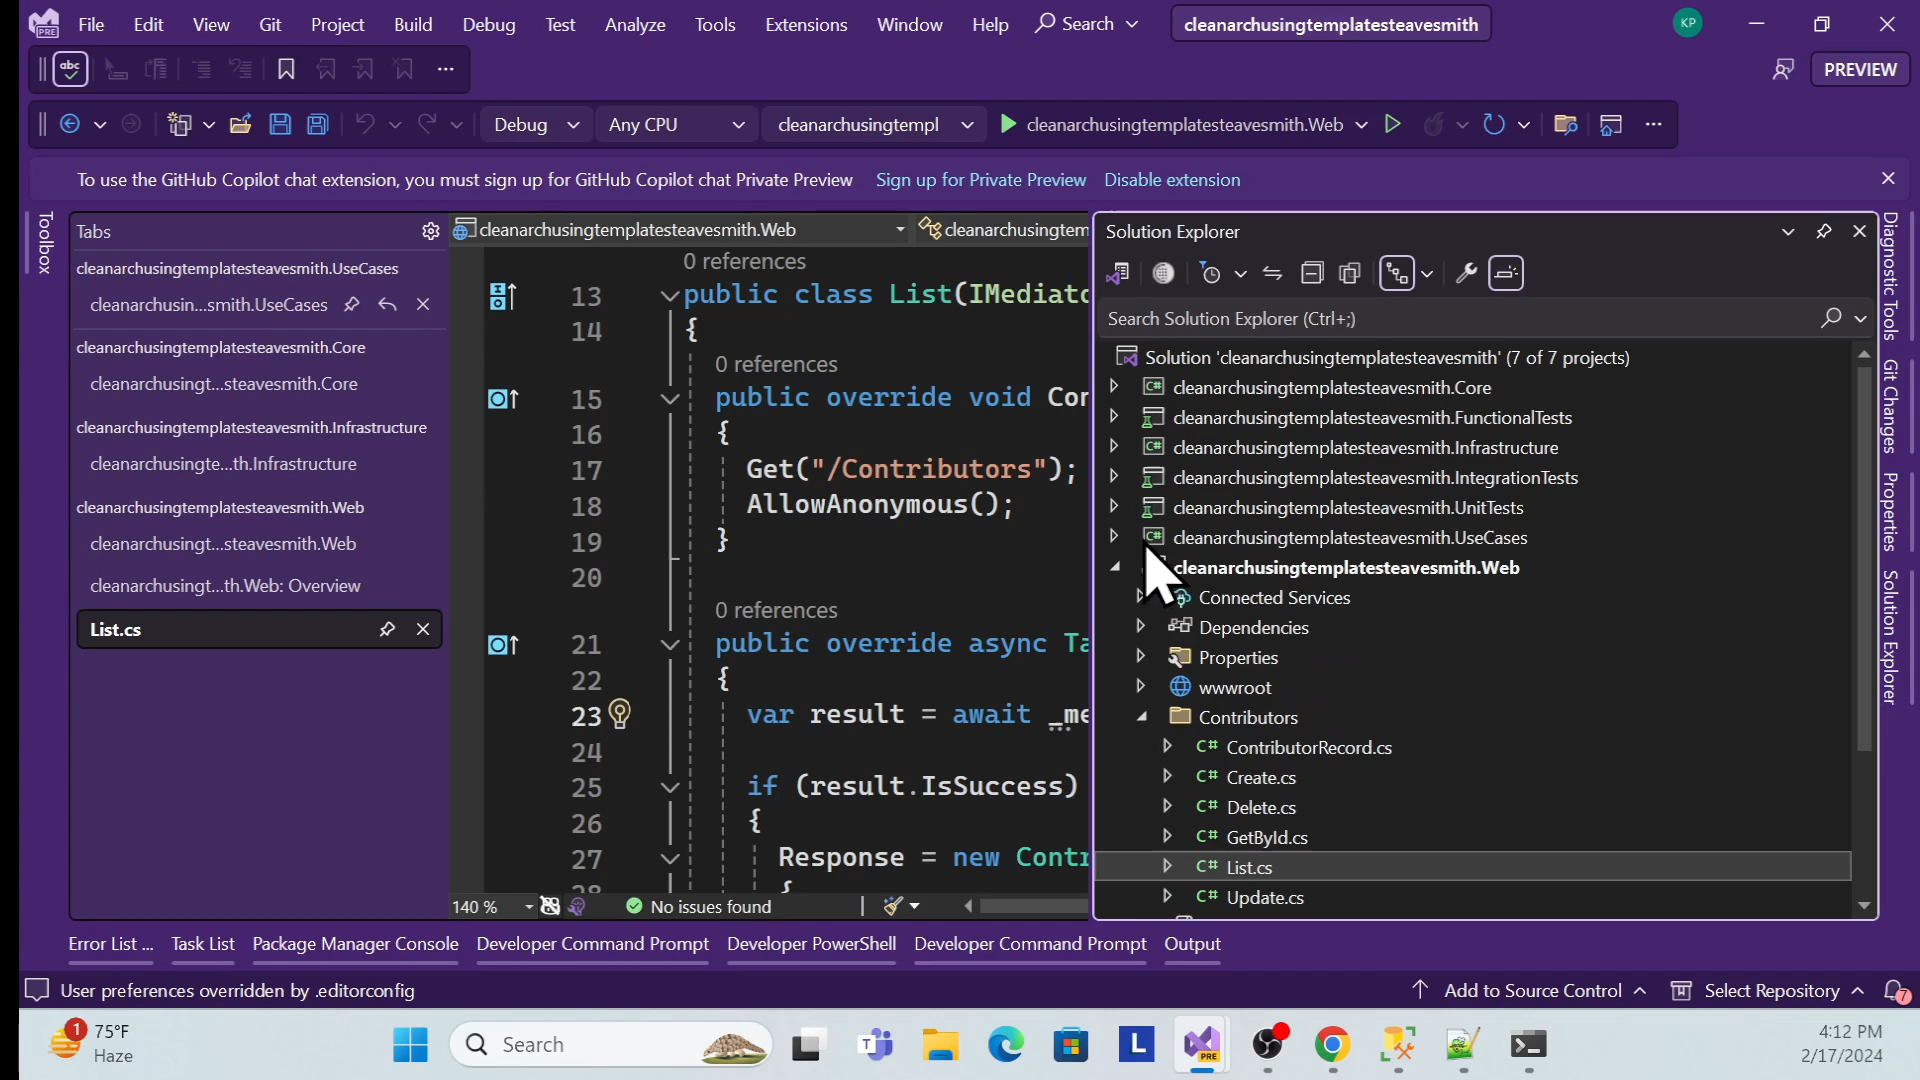 File Edit View Git Project Build Debug Test Analyze Tools Extensions Window Help Search cleanarchusingtemplatesteavesmith KP
PRE
abc
PREVIEW
Debug Any CPU cleanarchusingtempl cleanarchusingtemplatesteavesmith.Web
To use the GitHub Copilot chat extension, you must sign up for GitHub Copilot chat Private Preview Sign up for Private Preview Disable extension
Toolbox
Tabs
cleanarchusingtemplatesteavesmith.UseCases
cleanarchusin...smith.UseCases
cleanarchusingtemplatesteavesmith.Core
cleanarchusingt...steavesmith.Core
cleanarchusingtemplatesteavesmith.Infrastructure
cleanarchusingte...th.Infrastructure
cleanarchusingtemplatesteavesmith.Web
cleanarchusingt...steavesmith.Web
cleanarchusingt...th.Web: Overview
List.cs
cleanarchusingtemplatesteavesmith.Web cleanarchusingtem
0 references
13 public class List(IMediato
14 {
0 references
15 public override void Con
16 {
17 Get("/Contributors");
18 AllowAnonymous();
19 }
20
0 references
21 public override async Ta
22 {
23 var result = await _me
24
25 if (result.IsSuccess)
26 {
27 Response = new Contr
28 {
140 % No issues found
Solution Explorer
Search Solution Explorer (Ctrl+;)
Solution 'cleanarchusingtemplatesteavesmith' (7 of 7 projects)
cleanarchusingtemplatesteavesmith.Core
cleanarchusingtemplatesteavesmith.FunctionalTests
cleanarchusingtemplatesteavesmith.Infrastructure
cleanarchusingtemplatesteavesmith.IntegrationTests
cleanarchusingtemplatesteavesmith.UnitTests
cleanarchusingtemplatesteavesmith.UseCases
cleanarchusingtemplatesteavesmith.Web
Connected Services
Dependencies
Properties
wwwroot
Contributors
C# ContributorRecord.cs
C# Create.cs
C# Delete.cs
C# GetById.cs
C# List.cs
C# Update.cs
Diagnostic Tools
Git Changes
Properties
Solution Explorer
Error List ... Task List Package Manager Console Developer Command Prompt Developer PowerShell Developer Command Prompt Output
User preferences overridden by .editorconfig Add to Source Control Select Repository 7
1 75°F
Haze
Search
L
PRE
4:12 PM
2/17/2024